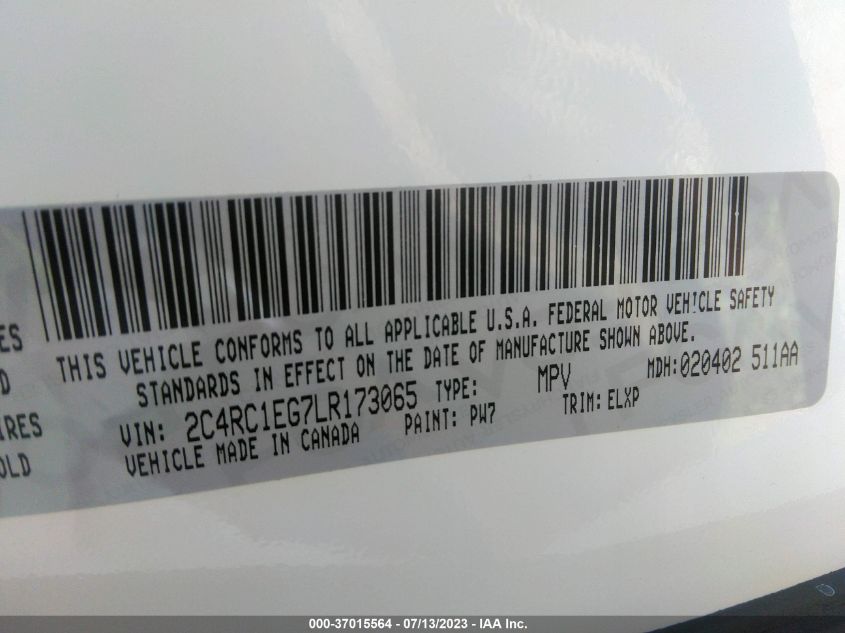 ES
D
IRES
OLD
THIS VEHICLE CONFORMS TO ALL APPLICABLE U.S.A. FEDERAL MOTOR VEHICLE SAFETY
STANDARDS IN EFFECT ON THE DATE OF MANUFACTURE SHOWN ABOVE.
VIN: 2C4RC1EG7LR173065 TYPE: MPV MDH:020402 511AA
VEHICLE MADE IN CANADA PAINT: PW7 TRIM: ELXP
000-37015564 - 07/13/2023 - IAA Inc.